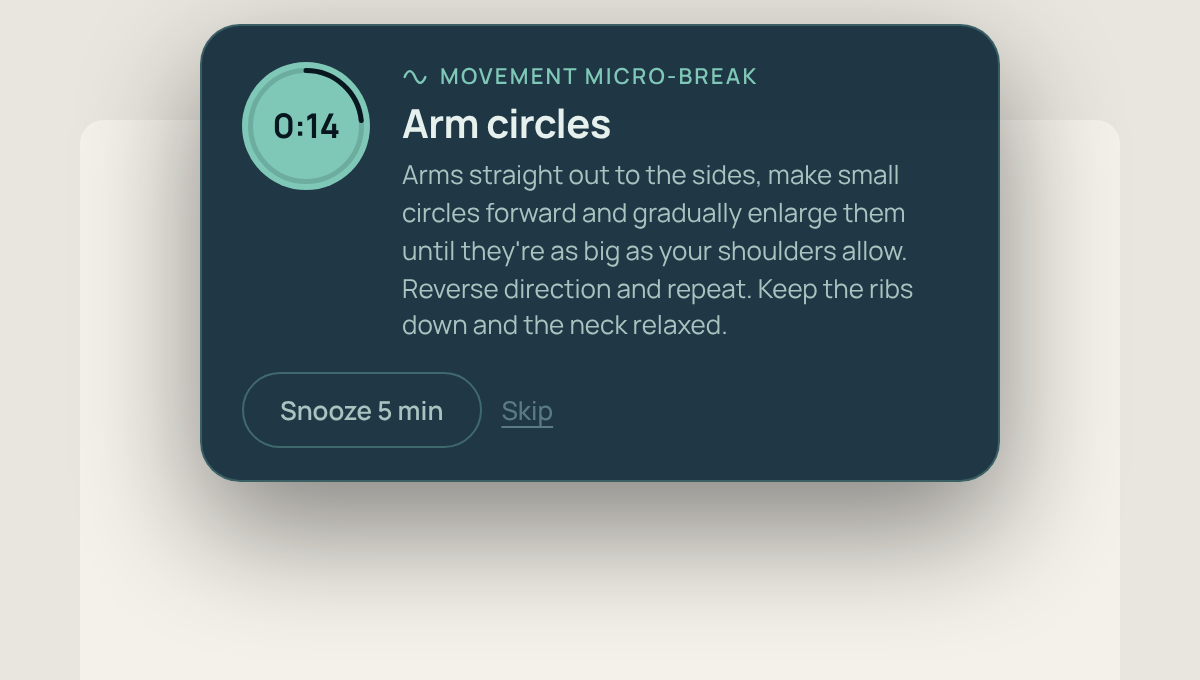 0:14
MOVEMENT MICRO-BREAK
Arm circles
Arms straight out to the sides, make small
circles forward and gradually enlarge them
until they're as big as your shoulders allow.
Reverse direction and repeat. Keep the ribs
down and the neck relaxed.
Snooze 5 min
Skip